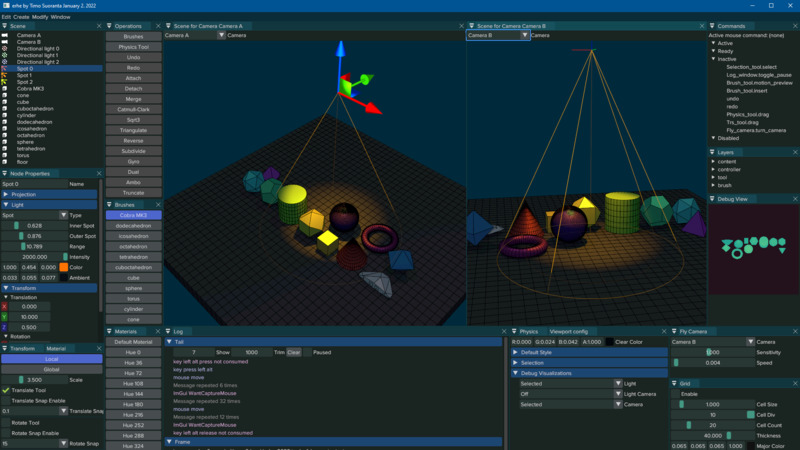 erhe by Timo Suoranta January 2, 2022
Edit Create Modify Window
Scene
Camera A
Camera B
Directional light 0
Directional light 1
Directional light 2
Spot 0
Spot 1
Spot 2
Cobra MK3
cone
cube
cuboctahedron
cylinder
dodecahedron
icosahedron
octahedron
sphere
tetrahedron
torus
floor
Node Properties
Spot 0 Name
Projection
Light
Spot Type
0.628 Inner Spot
0.876 Outer Spot
10.789 Range
2000.000 Intensity
1.000 0.454 0.000 Color
0.033 0.055 0.077 Ambient
Transform
Translation
X 0.000
Y 10.000
Z 0.500
Rotation
Transform Material
Local
Global
3.500 Scale
Translate Tool
Translate Snap Enable
0.1 Translate Snap
Rotate Tool
Rotate Snap Enable
15 Rotate Snap
Operations
Brushes
Physics Tool
Undo
Redo
Attach
Detach
Merge
Catmull-Clark
Sqrt3
Triangulate
Reverse
Subdivide
Gyro
Dual
Ambo
Truncate
Brushes
Cobra MK3
dodecahedron
icosahedron
octahedron
tetrahedron
cuboctahedron
cube
sphere
torus
cylinder
cone
Materials
Default Material
Hue 0
Hue 36
Hue 72
Hue 108
Hue 144
Hue 180
Hue 216
Hue 252
Hue 288
Hue 324
Scene for Camera Camera A
Camera A Camera
Scene for Camera Camera B
Camera B Camera
Log
Tail
7 Show 1000 Trim Clear Paused
key left alt press not consumed
key press left alt
mouse move
Message repeated 6 times
ImGui WantCaptureMouse
Message repeated 32 times
mouse move
Message repeated 12 times
ImGui WantCaptureMouse
key left alt release not consumed
Frame
Physics Viewport config
R:0.000 G:0.024 B:0.042 A:1.000 Clear Color
Default Style
Selection
Debug Visualizations
Selected Light
Off Light Camera
Selected Camera
Commands
Active mouse command: (none)
Active
Ready
Inactive
Selection_tool.select
Log_window.toggle_pause
Brush_tool.motion_preview
Brush_tool.insert
undo
redo
Physics_tool.drag
Trs_tool.drag
Fly_camera.turn_camera
Disabled
Layers
content
controller
tool
brush
Debug View
Fly Camera
Camera B Camera
Sensitivity
0.004 Speed
Grid
Enable
1.000 Cell Size
10 Cell Div
20 Cell Count
40.000 Thickness
0.065 0.065 0.065 1.000 Major Color